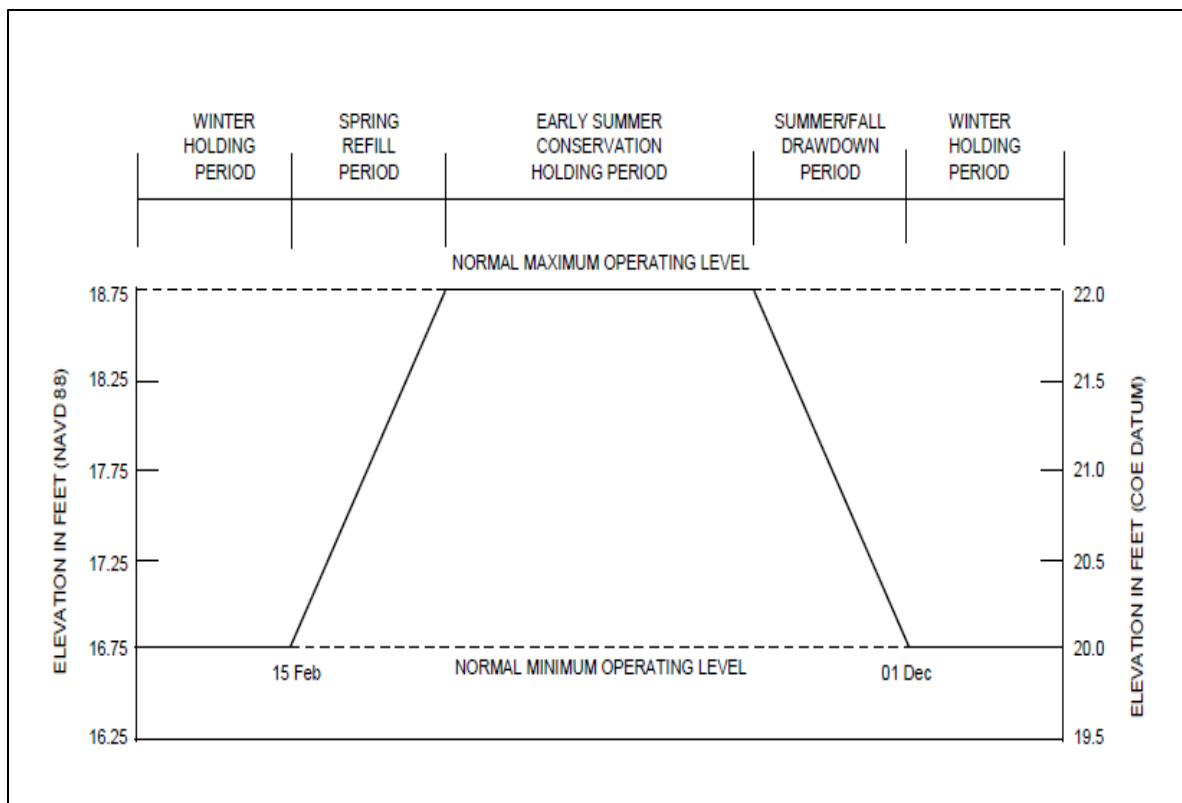 WINTER
HOLDING
PERIOD
SPRING
REFILL
PERIOD
EARLY SUMMER
CONSERVATION
HOLDING PERIOD
SUMMER/FALL
DRAWDOWN
PERIOD
WINTER
HOLDING
PERIOD
NORMAL MAXIMUM OPERATING LEVEL
ELEVATION IN FEET (NAVD 88)
18.75
18.25
17.75
17.25
16.75
16.25
22.0
21.5
21.0
20.5
20.0
19.5
ELEVATION IN FEET (COE DATUM)
15 Feb
NORMAL MINIMUM OPERATING LEVEL
01 Dec